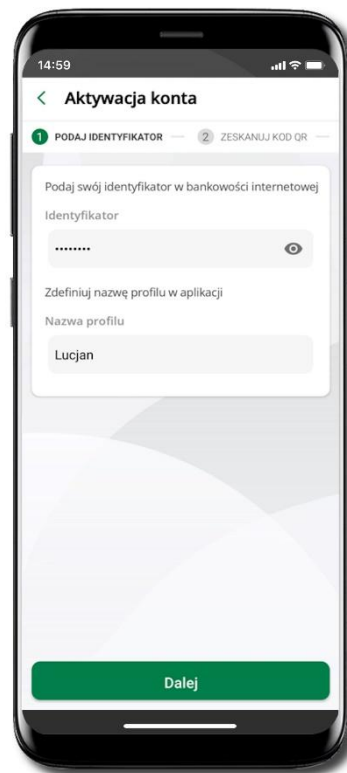 14:59
Aktywacja konta
1 PODAJ IDENTYFIKATOR 2 ZESKANUJ KOD QR
Podaj swój identyfikator w bankowości internetowej
Identyfikator
••••••••
Zdefiniuj nazwę profilu w aplikacji
Nazwa profilu
Lucjan
Dalej